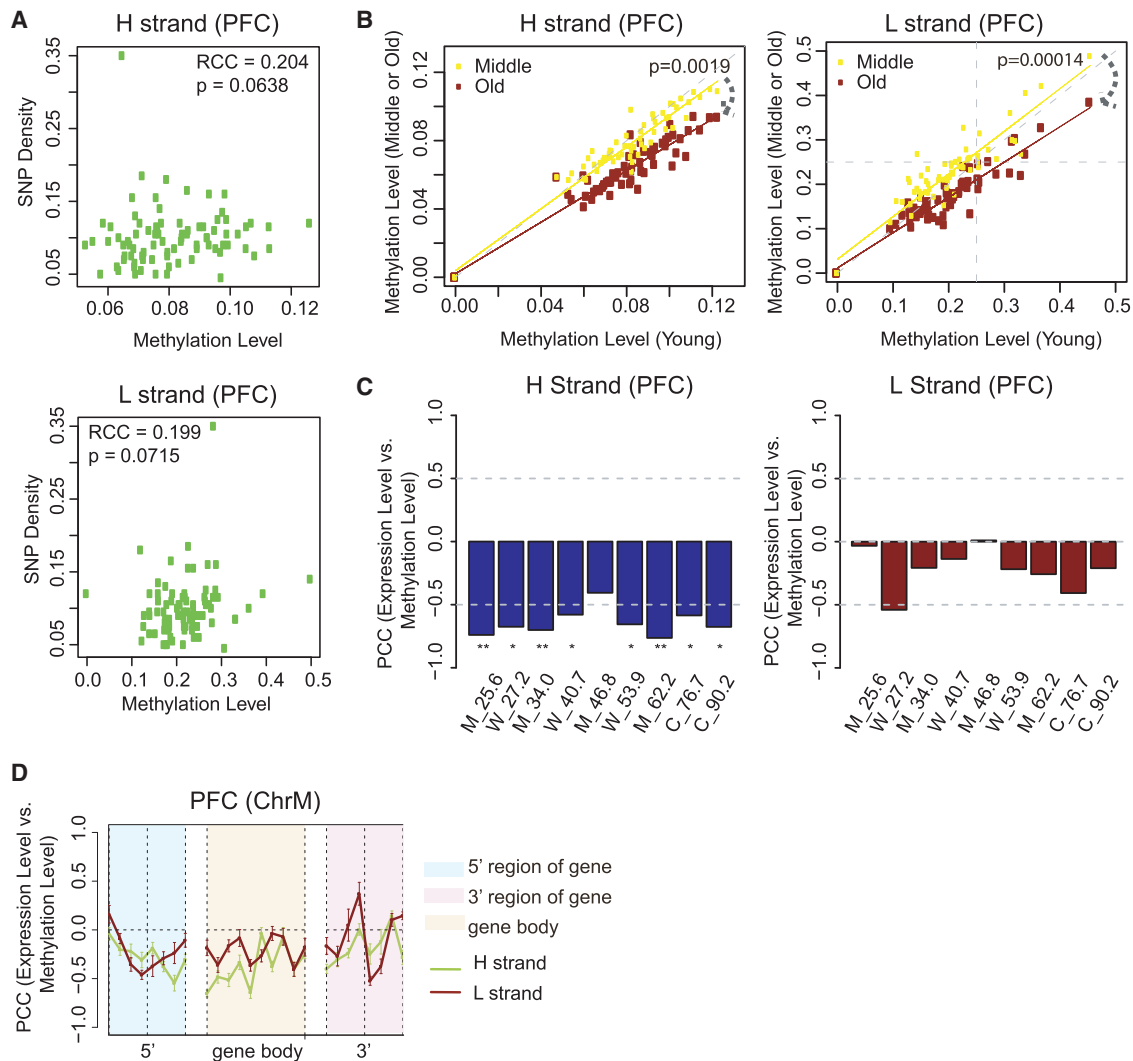 A
H strand (PFC)
RCC = 0.204
p = 0.0638
SNP Density
0.35
0.25
0.15
0.05
0.06
0.08
0.10
0.12
Methylation Level
L strand (PFC)
RCC = 0.199
p = 0.0715
SNP Density
0.35
0.25
0.15
0.05
0.0
0.1
0.2
0.3
0.4
0.5
Methylation Level
B
H strand (PFC)
Middle
Old
p=0.0019
Methylation Level (Middle or Old)
0.12
0.08
0.04
0.00
0.00
0.04
0.06
0.08
0.10
0.12
Methylation Level (Young)
L strand (PFC)
Middle
Old
p=0.00014
Methylation Level (Middle or Old)
0.5
0.4
0.3
0.2
0.1
0.0
0.0
0.1
0.2
0.3
0.4
0.5
Methylation Level (Young)
C
H Strand (PFC)
PCC (Expression Level vs.
Methylation Level)
1.0
0.5
0.0
−0.5
−1.0
**
*
**
*
*
**
*
*
M_25.6
W_27.2
M_34.0
W_40.7
M_46.8
W_53.9
M_62.2
C_76.7
C_90.2
L Strand (PFC)
PCC (Expression Level vs.
Methylation Level)
1.0
0.5
0.0
−0.5
−1.0
M_25.6
W_27.2
M_34.0
W_40.7
M_46.8
W_53.9
M_62.2
C_76.7
C_90.2
D
PFC (ChrM)
PCC (Expression Level vs.
Methylation Level)
1.0
0.5
0.0
−0.5
−1.0
5’
gene body
3’
5’ region of gene
3’ region of gene
gene body
H strand
L strand